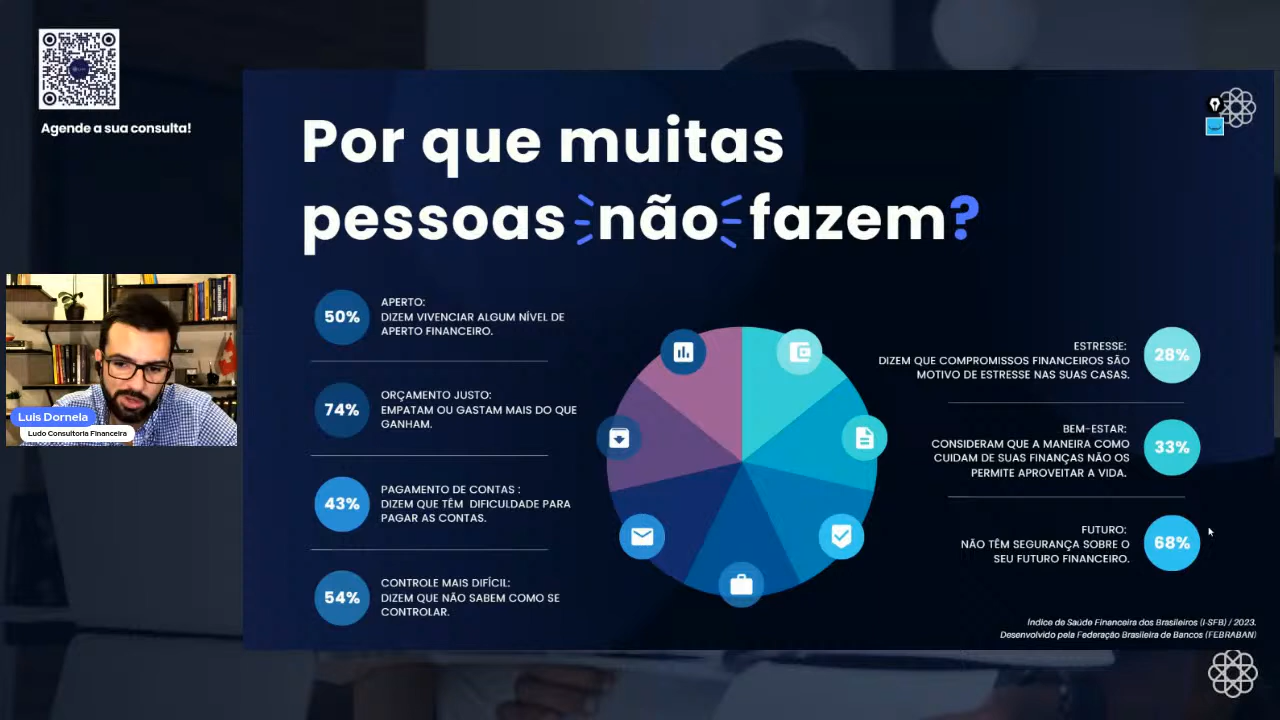 Agende a sua consulta!
Por que muitas
pessoas não fazem?
50%
APERTO:
DIZEM VIVENCIAR ALGUM NÍVEL DE
APERTO FINANCEIRO.
74%
ORÇAMENTO JUSTO:
EMPATAM OU GASTAM MAIS DO QUE
GANHAM.
43%
PAGAMENTO DE CONTAS :
DIZEM QUE TÊM DIFICULDADE PARA
PAGAR AS CONTAS.
54%
CONTROLE MAIS DIFÍCIL:
DIZEM QUE NÃO SABEM COMO SE
CONTROLAR.
ESTRESSE:
DIZEM QUE COMPROMISSOS FINANCEIROS SÃO
MOTIVO DE ESTRESSE NAS SUAS CASAS.
28%
BEM-ESTAR:
CONSIDERAM QUE A MANEIRA COMO
CUIDAM DE SUAS FINANÇAS NÃO OS
PERMITE APROVEITAR A VIDA.
33%
FUTURO:
NÃO TÊM SEGURANÇA SOBRE O
SEU FUTURO FINANCEIRO.
68%
Índice de Saúde Financeira dos Brasileiros (I-SFB) / 2023.
Desenvolvido pela Federação Brasileira de Bancos (FEBRABAN)
Luis Dornela
Ludo Consultoria Financeira